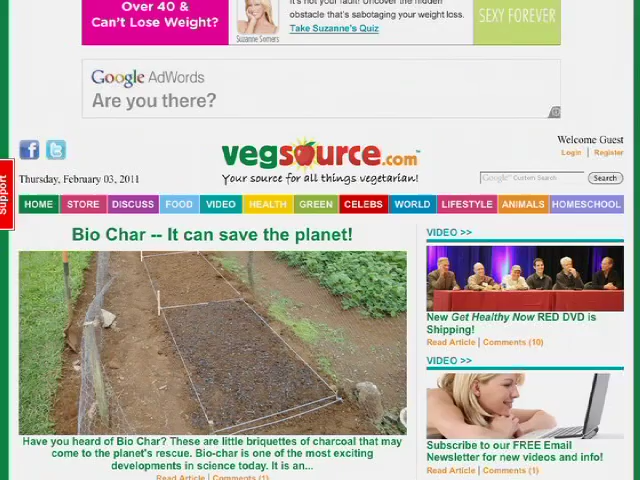 Over 40 &
Can't Lose Weight?
It's not your fault! Uncover the hidden
obstacle that's sabotaging your weight loss.
Take Suzanne's Quiz
Suzanne Somers
SEXY FOREVER
Google AdWords
Are you there?
vegsource.com
Your source for all things vegetarian!
Welcome Guest
Login | Register
Thursday, February 03, 2011
Google™ Custom Search
Search
Support
HOME STORE DISCUSS FOOD VIDEO HEALTH GREEN CELEBS WORLD LIFESTYLE ANIMALS HOMESCHOOL
Bio Char -- It can save the planet!
Have you heard of Bio Char? These are little briquettes of charcoal that may
come to the planet's rescue. Bio-char is one of the most exciting
developments in science today. It is an...
Read Article | Comments (1)
VIDEO >>
New Get Healthy Now RED DVD is
Shipping!
Read Article | Comments (10)
VIDEO >>
Subscribe to our FREE Email
Newsletter for new videos and info!
Read Article | Comments (1)